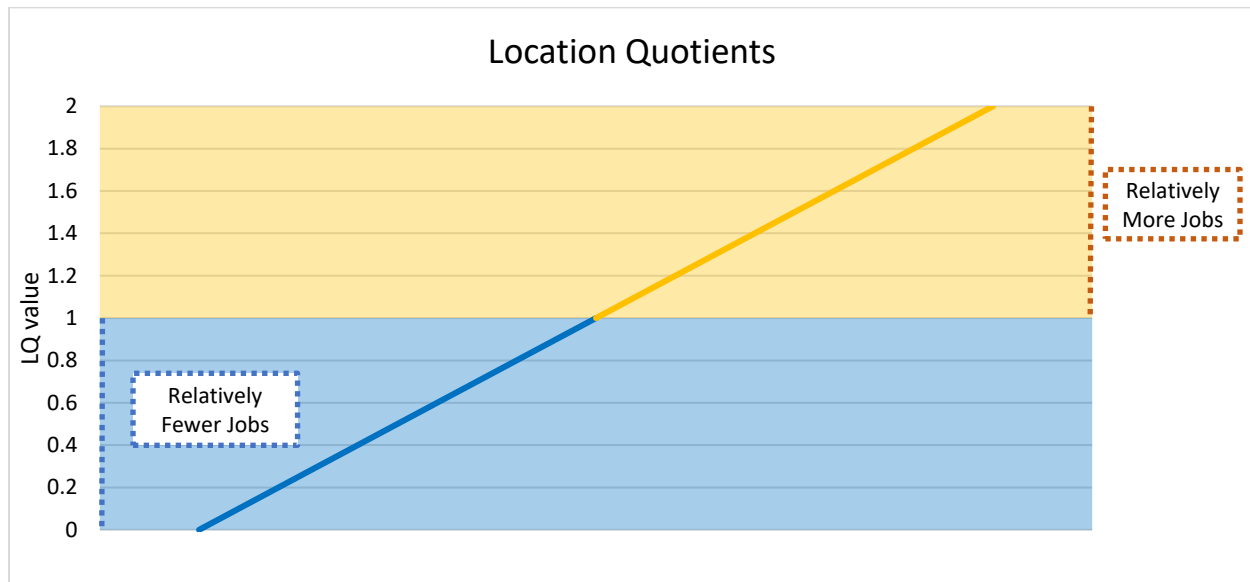 Location Quotients
LQ value
2
1.8
1.6
1.4
1.2
1
0.8
0.6
0.4
0.2
0
Relatively
More Jobs
Relatively
Fewer Jobs